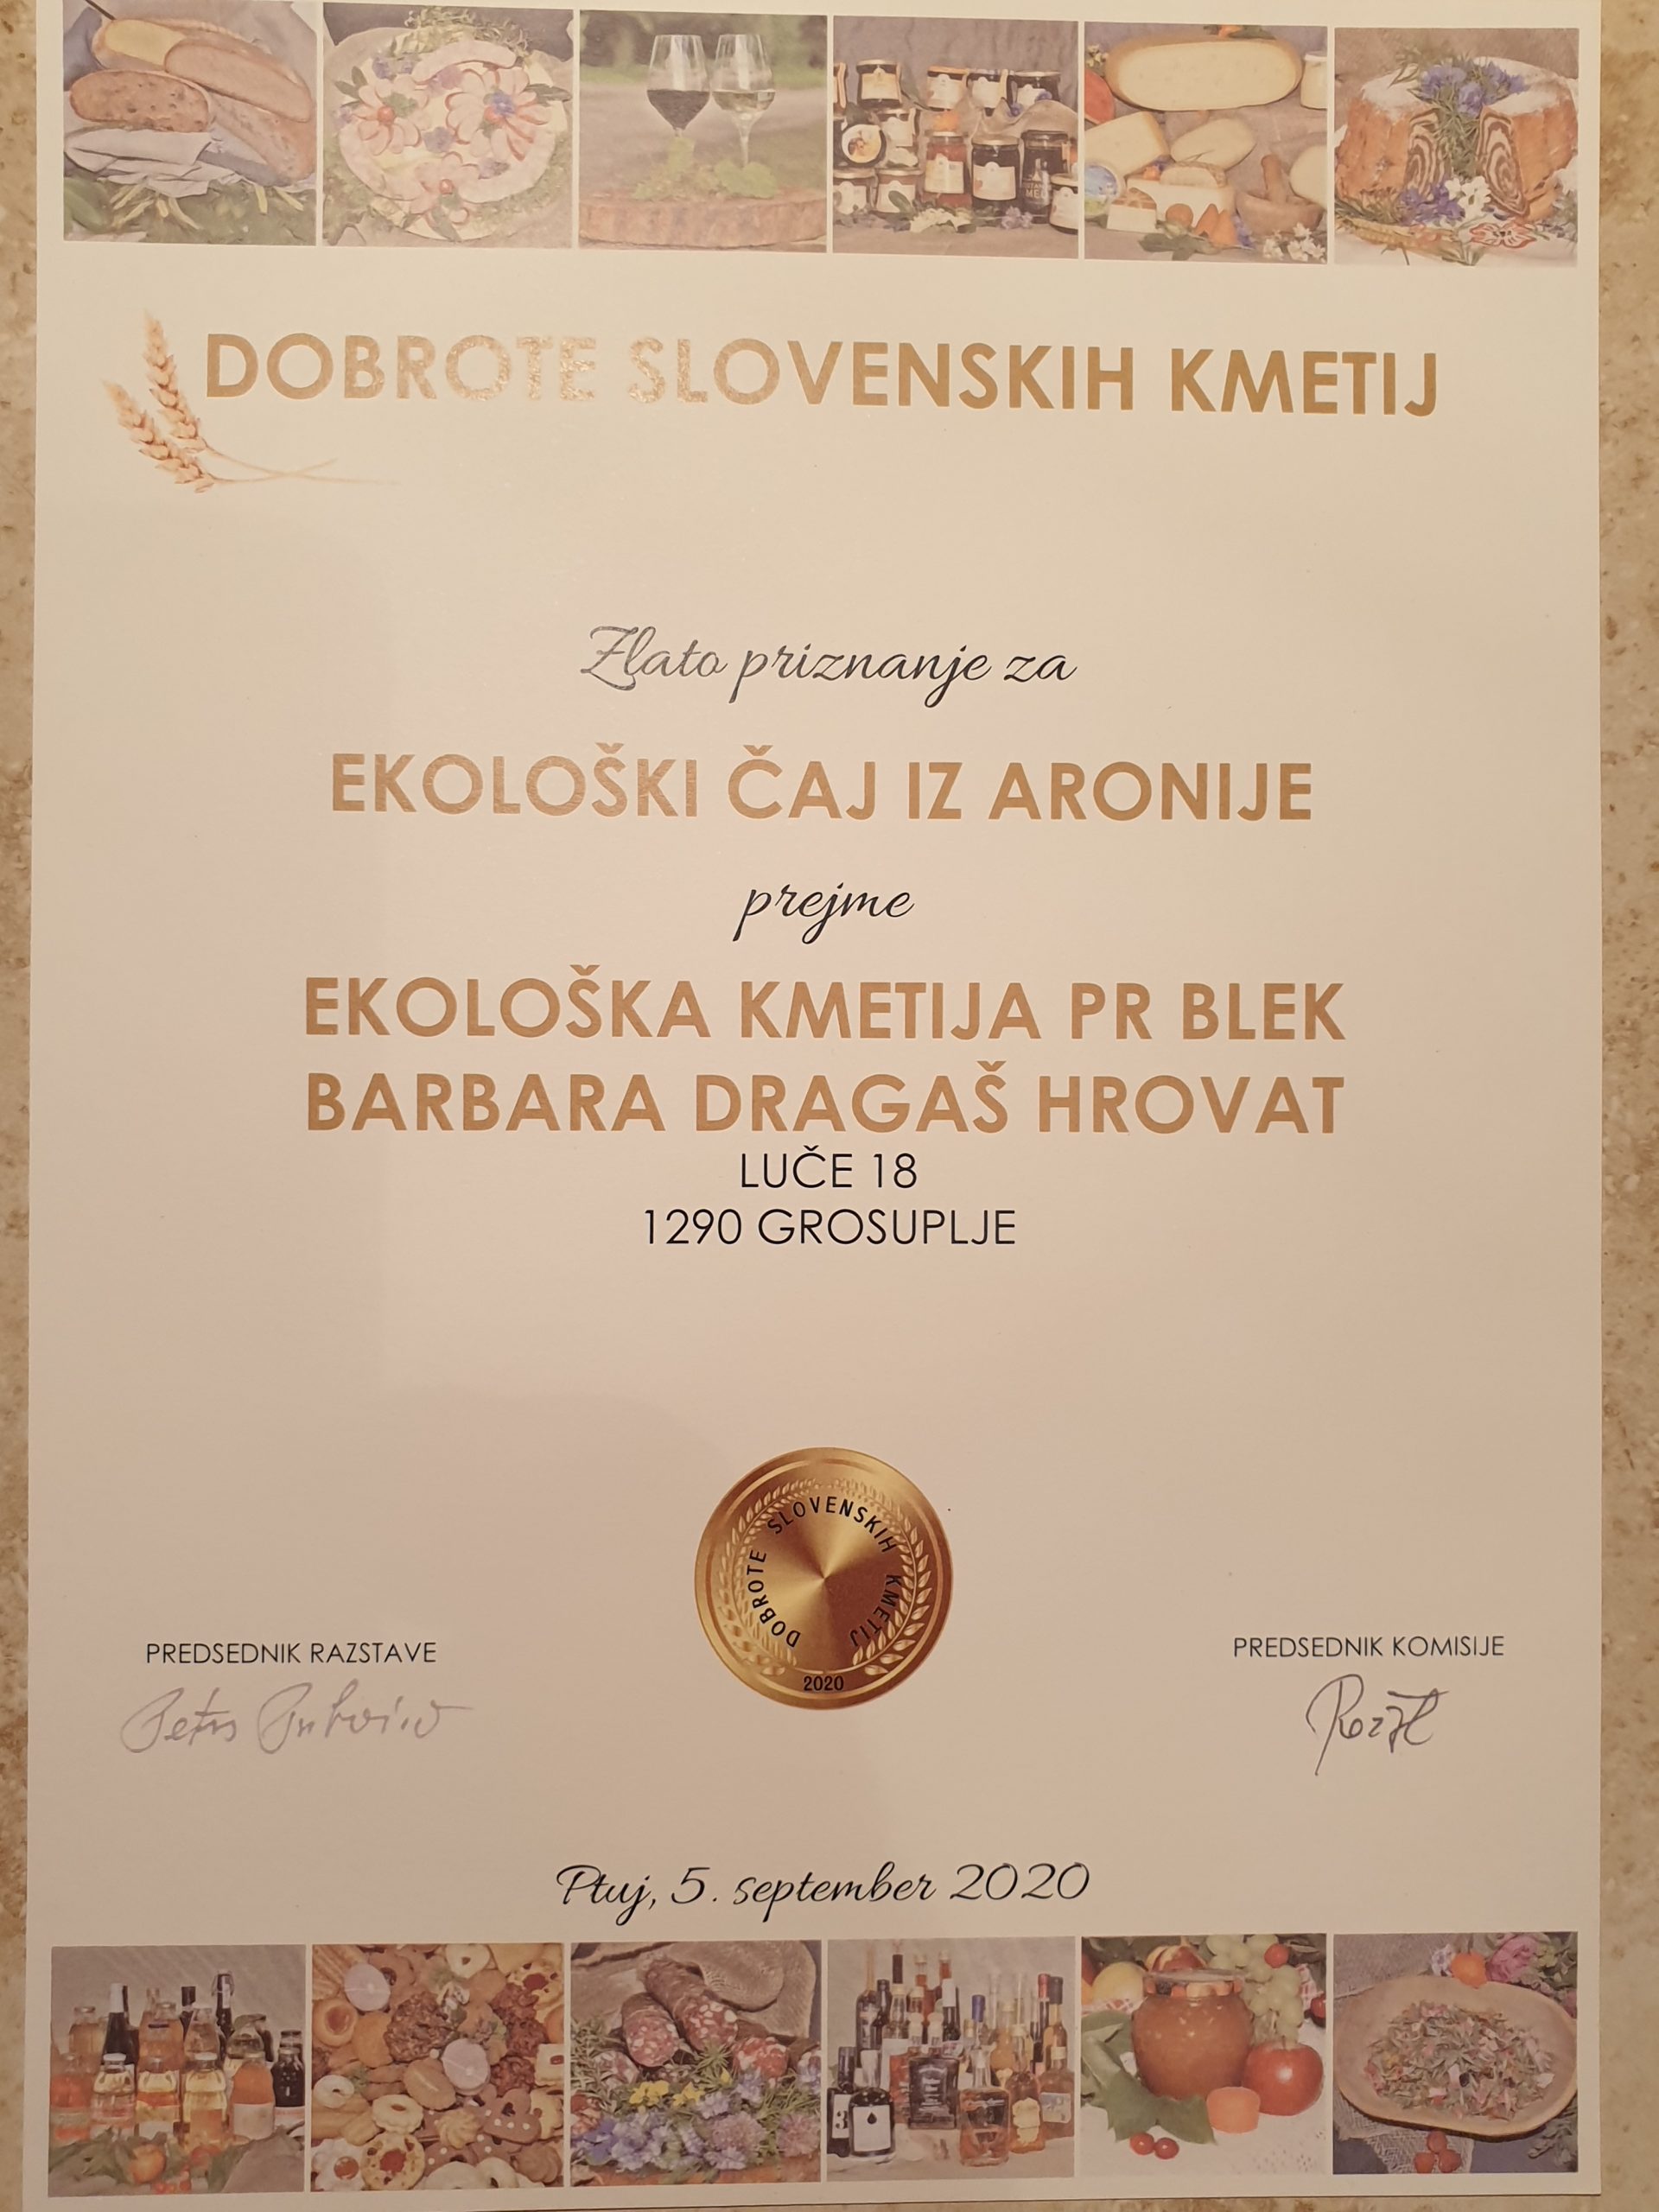 DOBROTE SLOVENSKIH KMETIJ
Zlato priznanje za
EKOLOŠKI ČAJ IZ ARONIJE
prejme
EKOLOŠKA KMETIJA PR BLEK
BARBARA DRAGAŠ HROVAT
LUČE 18
1290 GROSUPLJE
DOBROTE SLOVENSKIH KMETIJ
2020
PREDSEDNIK RAZSTAVE
PREDSEDNIK KOMISIJE
Ptuj, 5. september 2020